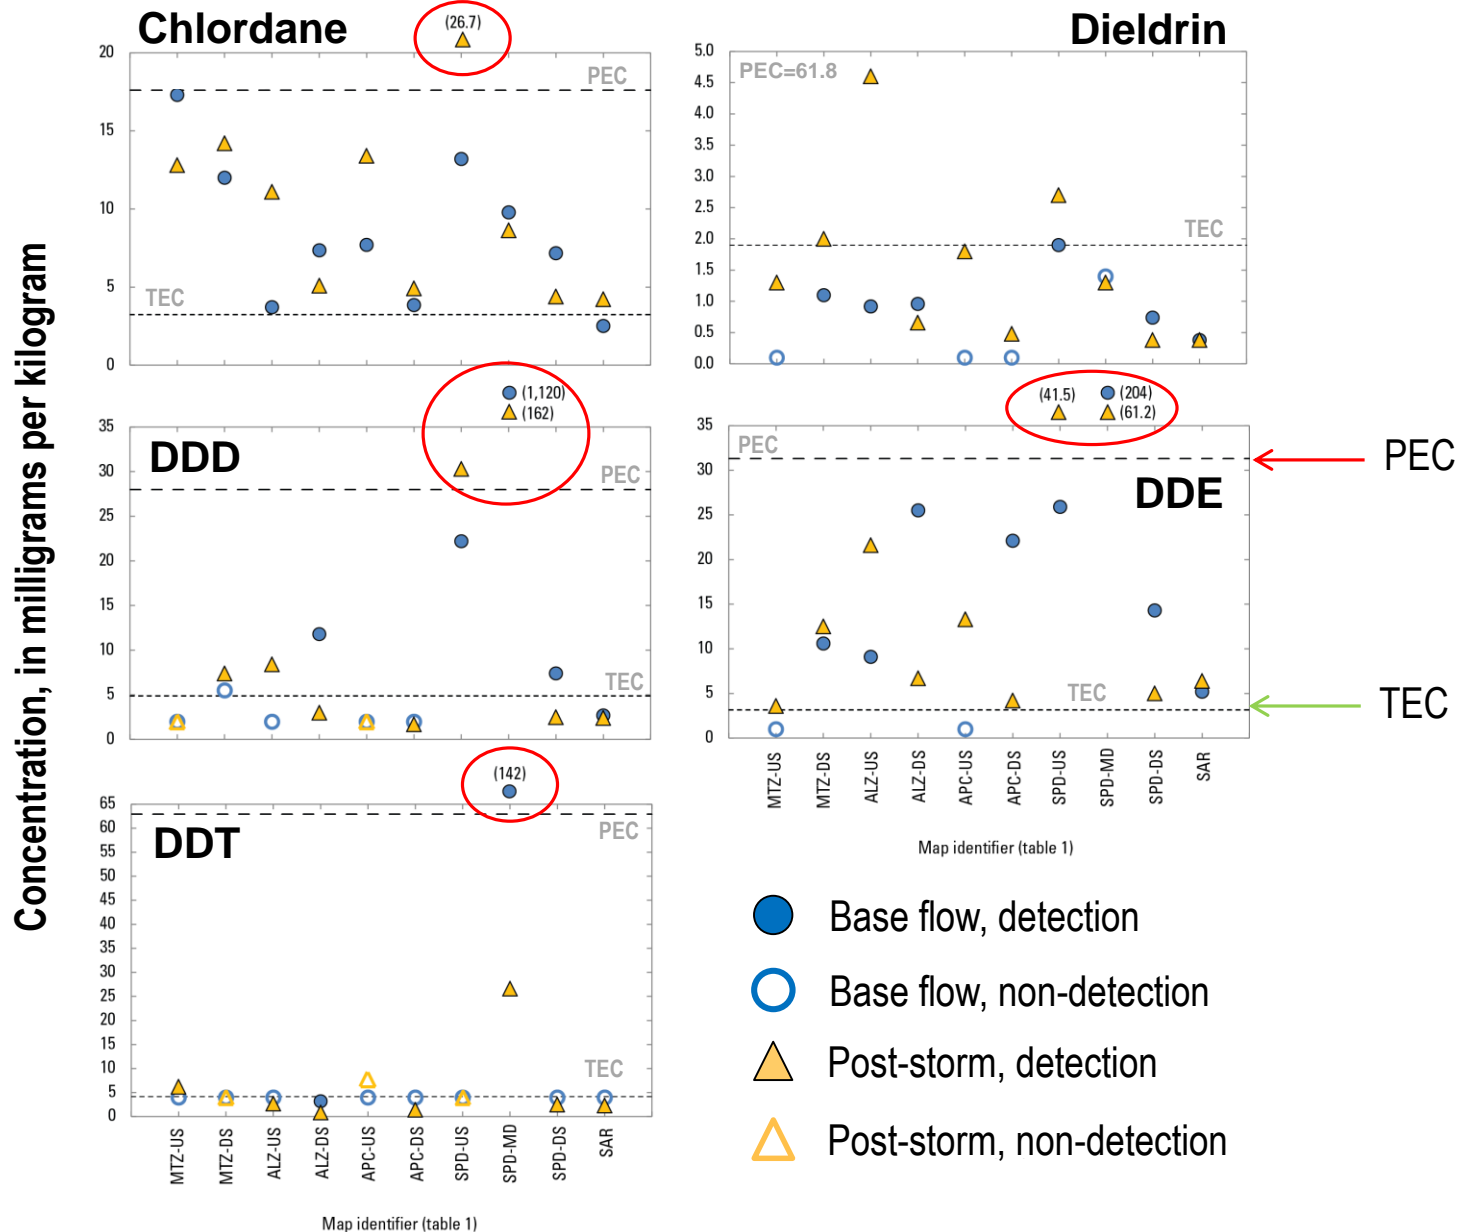 Concentration, in milligrams per kilogram
Chlordane
(26.7)
20
15
10
5
0
PEC
TEC
Dieldrin
PEC=61.8
5.0
4.5
4.0
3.5
3.0
2.5
2.0
1.5
1.0
0.5
0.0
TEC
DDD
(1,120)
(162)
35
30
25
20
15
10
5
0
PEC
TEC
(41.5)
(204)
(61.2)
DDE
35
30
25
20
15
10
5
0
PEC
TEC
PEC
TEC
MTZ-US
MTZ-DS
ALZ-US
ALZ-DS
APC-US
APC-DS
SPD-US
SPD-MD
SPD-DS
SAR
Map identifier (table 1)
DDT
(142)
65
60
55
50
45
40
35
30
25
20
15
10
5
0
PEC
TEC
MTZ-US
MTZ-DS
ALZ-US
ALZ-DS
APC-US
APC-DS
SPD-US
SPD-MD
SPD-DS
SAR
Map identifier (table 1)
Base flow, detection
Base flow, non-detection
Post-storm, detection
Post-storm, non-detection